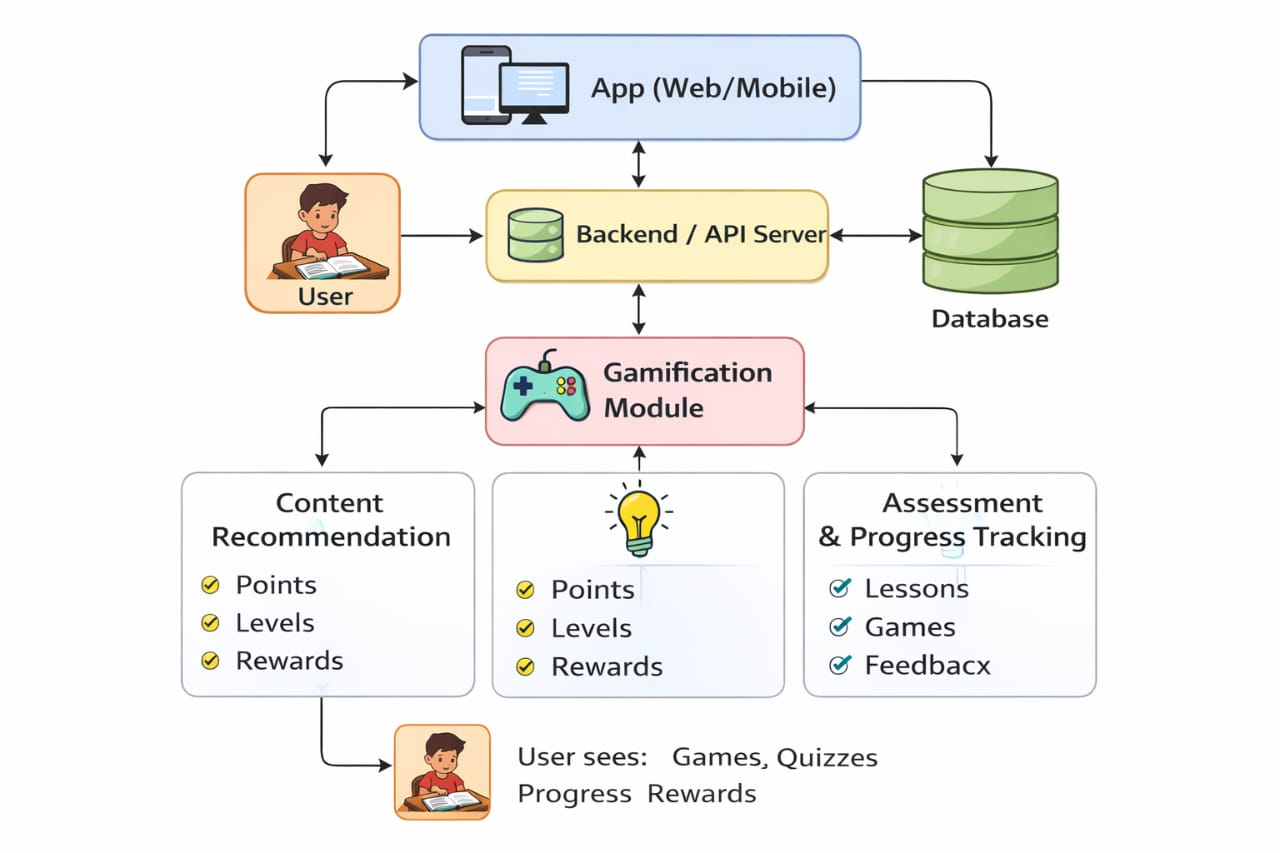 App (Web/Mobile)
User
Backend / API Server
Database
Gamification
Module
Content
Recommendation
Points
Levels
Rewards
Points
Levels
Rewards
Assessment
& Progress Tracking
Lessons
Games
Feedbacx
User sees: Games, Quizzes
Progress Rewards